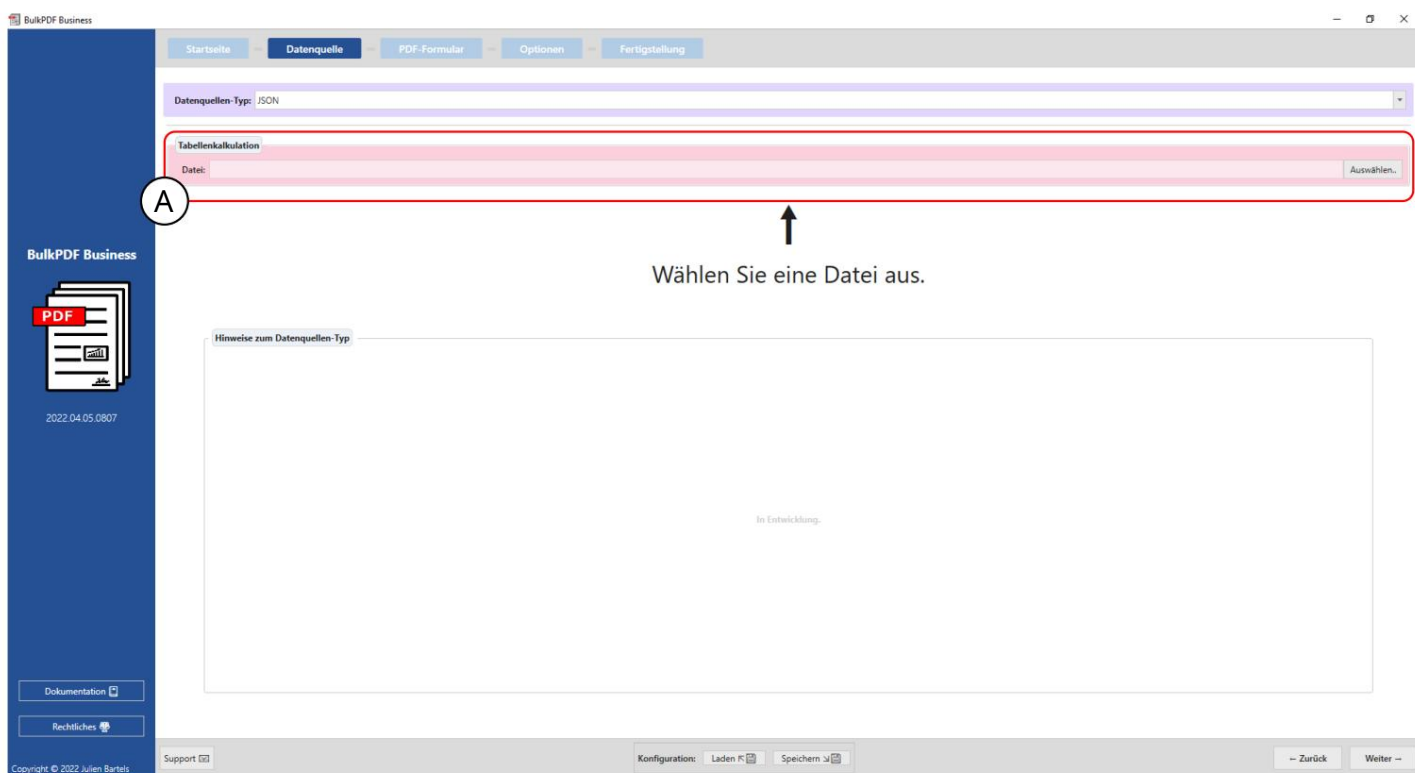 BulkPDF Business
Startseite
Datenquelle
PDF-Formular
Optionen
Fertigstellung
Datenquellen-Typ: JSON
Tabellenkalkulation
Datei:
Auswählen..
A
Wählen Sie eine Datei aus.
BulkPDF Business
PDF
2022.04.05.0807
Hinweise zum Datenquellen-Typ
In Entwicklung.
Dokumentation
Rechtliches
Copyright © 2022 Julien Bartels
Support
Konfiguration: Laden Speichern
← Zurück
Weiter →